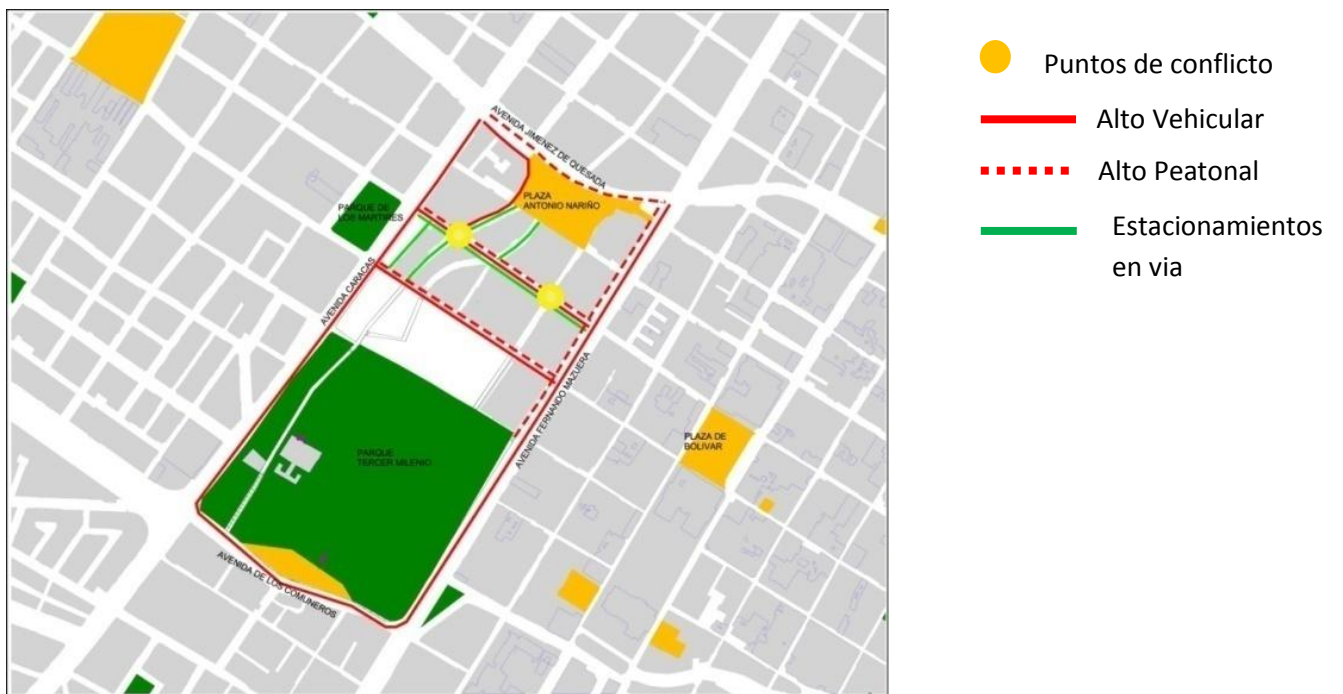 AVENIDA JIMENEZ DE QUESADA
PLAZA
ANTONIO NARIÑO
PARQUE DE
LOS MARTIRES
AVENIDA CARACAS
AVENIDA FERNANDO MAZUERA
PLAZA DE
BOLIVAR
PARQUE
TERCER MILENIO
AVENIDA DE LOS COMUNEROS
Puntos de conflicto
Alto Vehicular
Alto Peatonal
Estacionamientos
en via